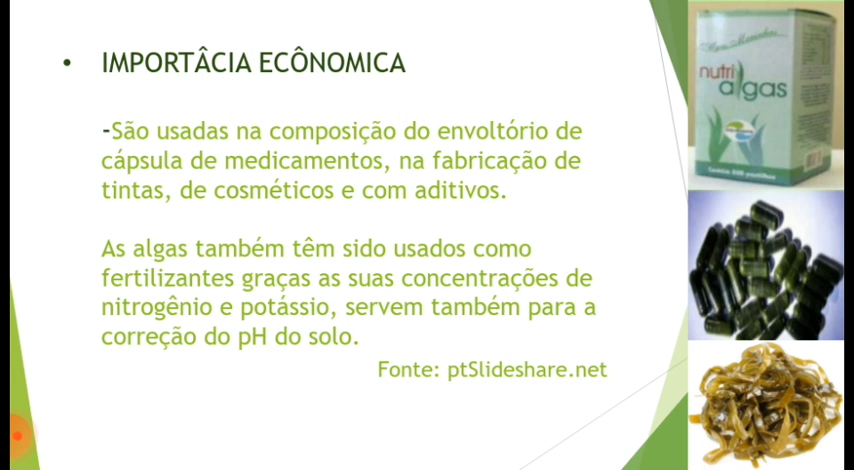 • IMPORTÂCIA ECÔNOMICA
-São usadas na composição do envoltório de
cápsula de medicamentos, na fabricação de
tintas, de cosméticos e com aditivos.
As algas também têm sido usados como
fertilizantes graças as suas concentrações de
nitrogênio e potássio, servem também para a
correção do pH do solo.
Fonte: ptSlideshare.net
nutri
algas